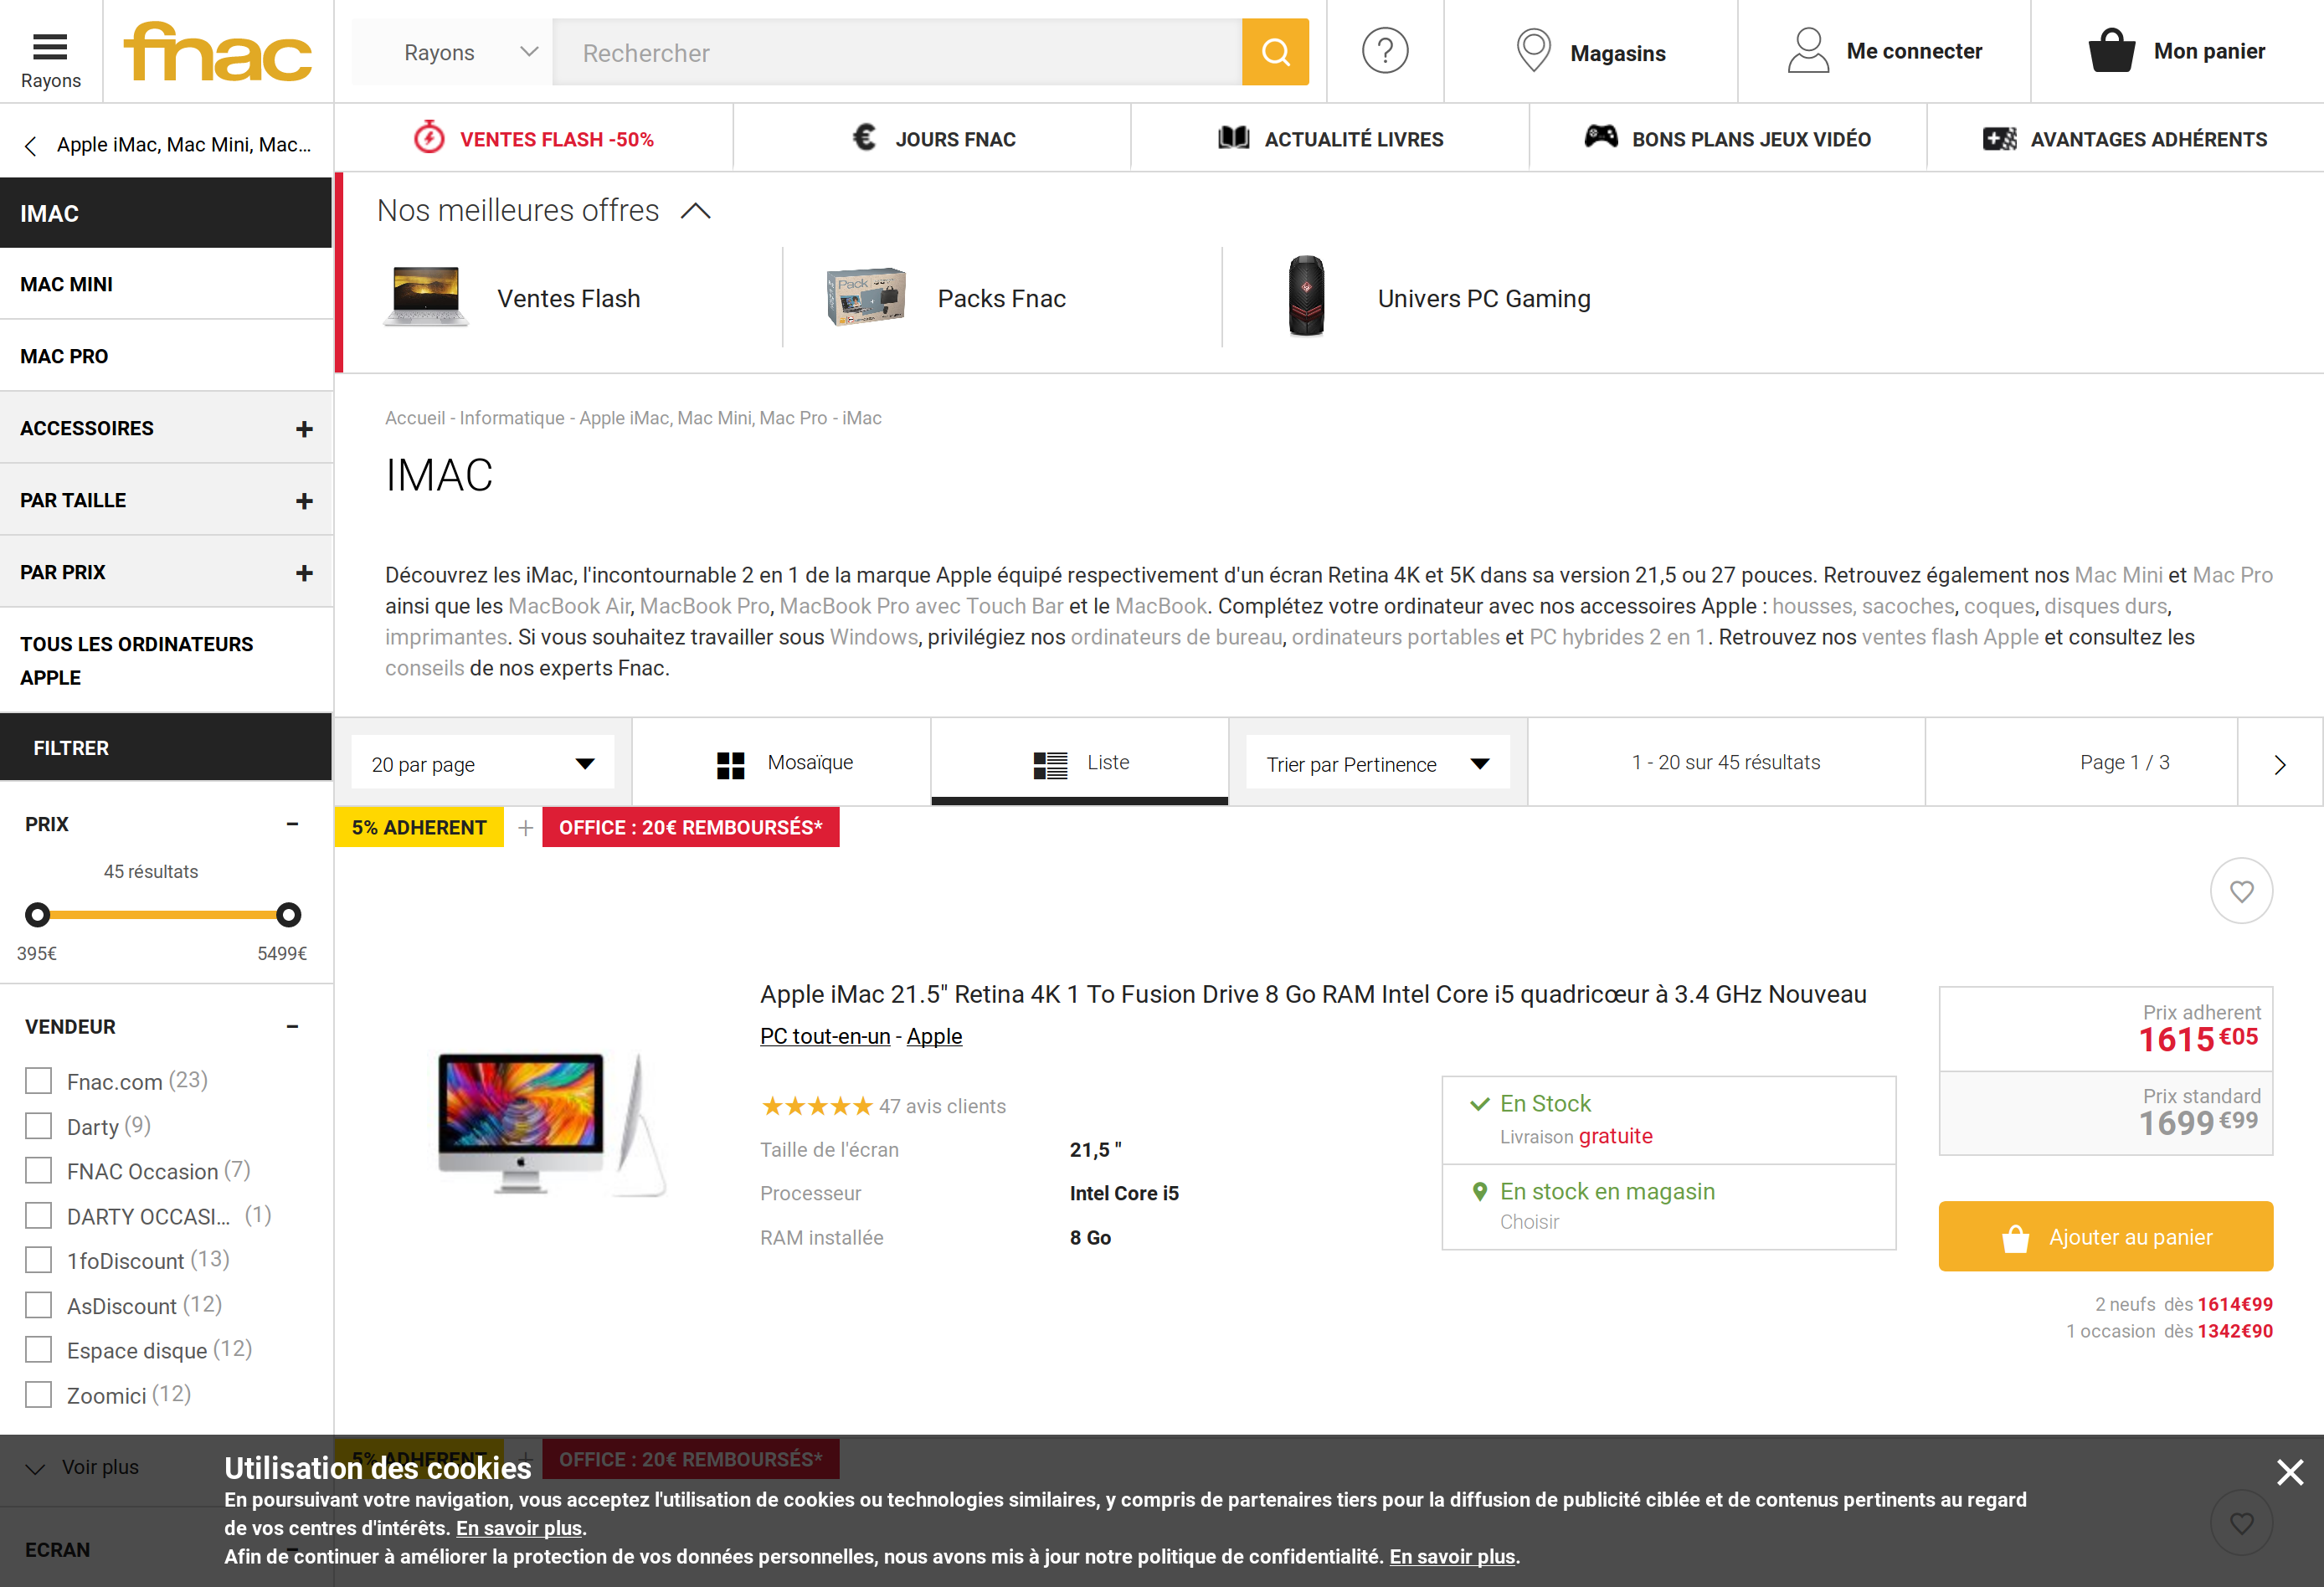 Rayons
fnac
Rayons
Rechercher
?
Magasins
Me connecter
Mon panier
Apple iMac, Mac Mini, Mac...
VENTES FLASH -50%
JOURS FNAC
ACTUALITÉ LIVRES
BONS PLANS JEUX VIDÉO
AVANTAGES ADHÉRENTS
IMAC
MAC MINI
MAC PRO
ACCESSOIRES +
PAR TAILLE +
PAR PRIX +
TOUS LES ORDINATEURS
APPLE
FILTRER
PRIX −
45 résultats
395€ 5499€
VENDEUR −
Fnac.com (23)
Darty (9)
FNAC Occasion (7)
DARTY OCCASI... (1)
1foDiscount (13)
AsDiscount (12)
Espace disque (12)
Zoomici (12)
Voir plus
ECRAN −
Nos meilleures offres
Ventes Flash
Packs Fnac
Univers PC Gaming
Accueil - Informatique - Apple iMac, Mac Mini, Mac Pro - iMac
IMAC
Découvrez les iMac, l'incontournable 2 en 1 de la marque Apple équipé respectivement d'un écran Retina 4K et 5K dans sa version 21,5 ou 27 pouces. Retrouvez également nos Mac Mini et Mac Pro
ainsi que les MacBook Air, MacBook Pro, MacBook Pro avec Touch Bar et le MacBook. Complétez votre ordinateur avec nos accessoires Apple : housses, sacoches, coques, disques durs,
imprimantes. Si vous souhaitez travailler sous Windows, privilégiez nos ordinateurs de bureau, ordinateurs portables et PC hybrides 2 en 1. Retrouvez nos ventes flash Apple et consultez les
conseils de nos experts Fnac.
20 par page
Mosaïque
Liste
Trier par Pertinence
1 - 20 sur 45 résultats
Page 1 / 3
5% ADHERENT + OFFICE : 20€ REMBOURSÉS*
Apple iMac 21.5" Retina 4K 1 To Fusion Drive 8 Go RAM Intel Core i5 quadricœur à 3.4 GHz Nouveau
PC tout-en-un - Apple
47 avis clients
Taille de l'écran 21,5 "
Processeur Intel Core i5
RAM installée 8 Go
En Stock
Livraison gratuite
En stock en magasin
Choisir
Prix adherent
1615 €05
Prix standard
1699 €99
Ajouter au panier
2 neufs dès 1614€99
1 occasion dès 1342€90
5% ADHERENT + OFFICE : 20€ REMBOURSÉS*
Utilisation des cookies
En poursuivant votre navigation, vous acceptez l'utilisation de cookies ou technologies similaires, y compris de partenaires tiers pour la diffusion de publicité ciblée et de contenus pertinents au regard
de vos centres d'intérêts. En savoir plus.
Afin de continuer à améliorer la protection de vos données personnelles, nous avons mis à jour notre politique de confidentialité. En savoir plus.